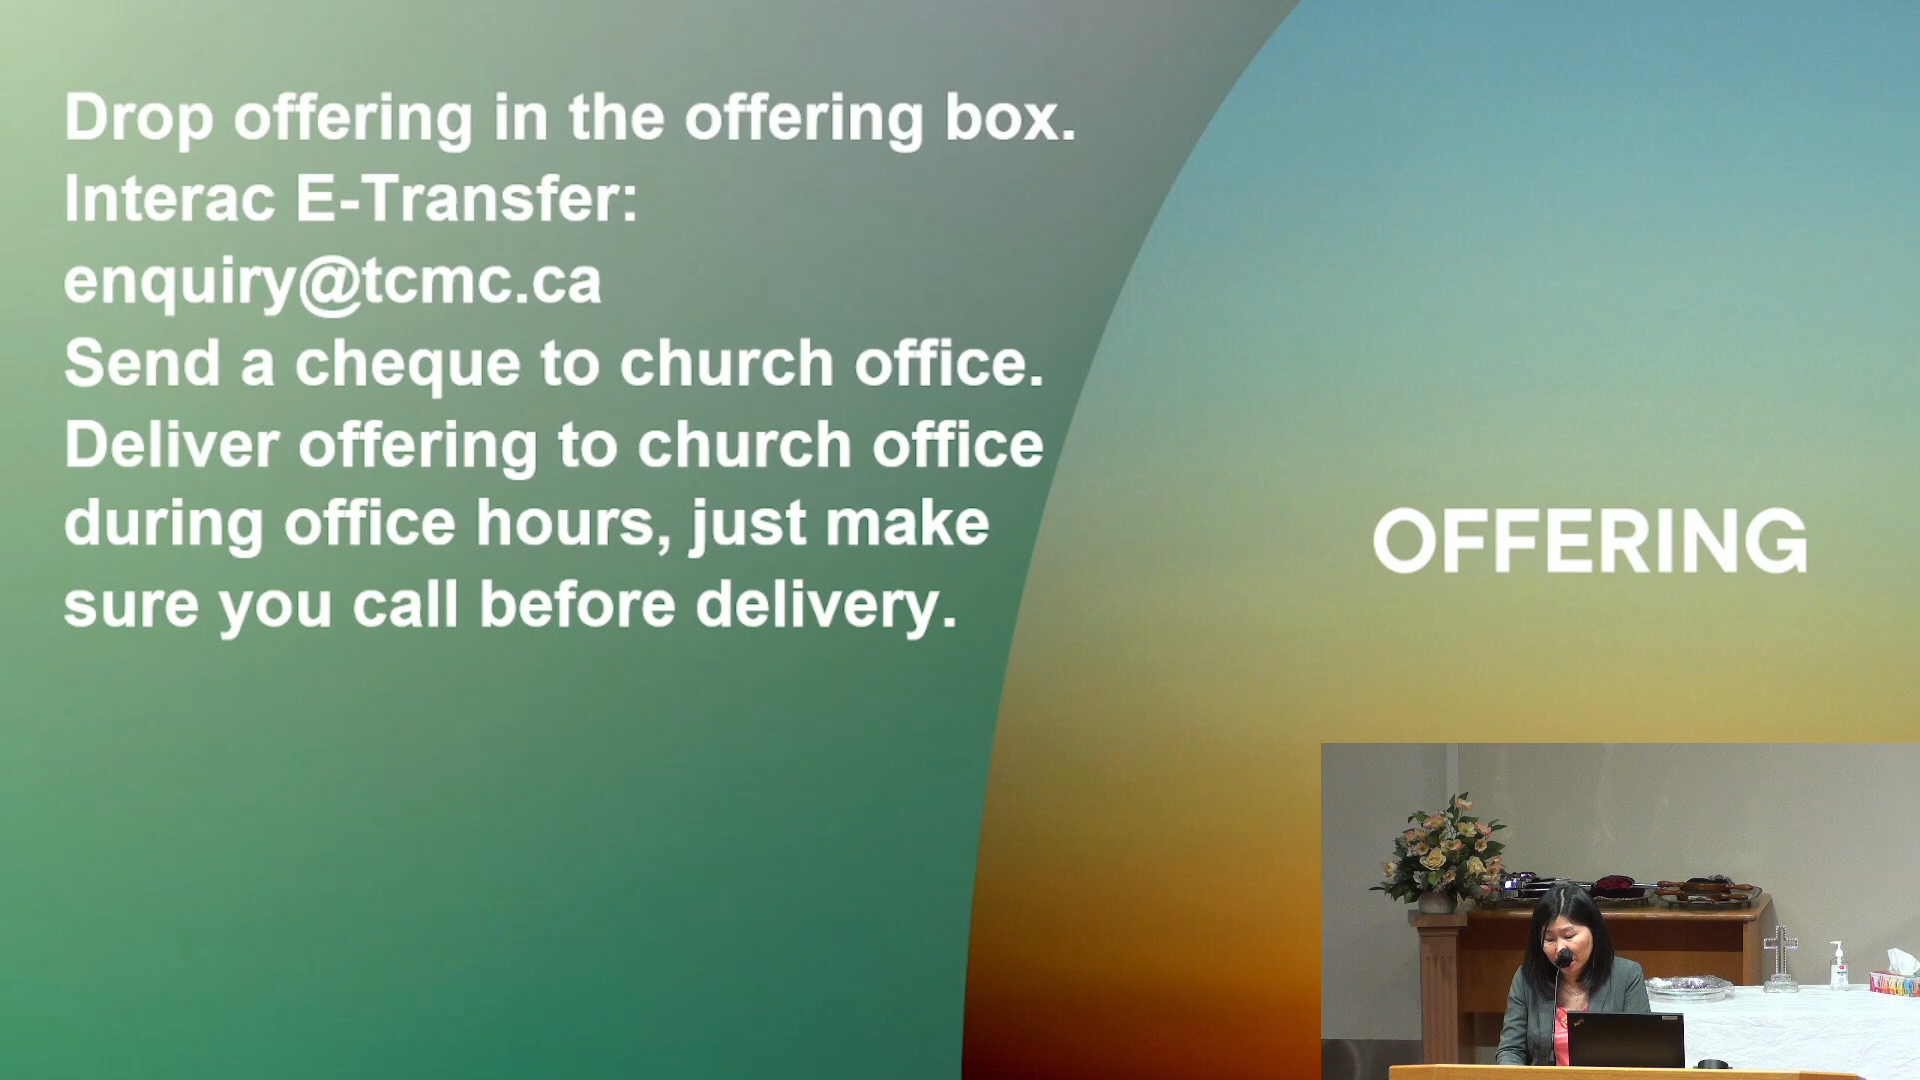 Drop offering in the offering box.
Interac E-Transfer:
enquiry@tcmc.ca
Send a cheque to church office.
Deliver offering to church office
during office hours, just make
sure you call before delivery.
OFFERING